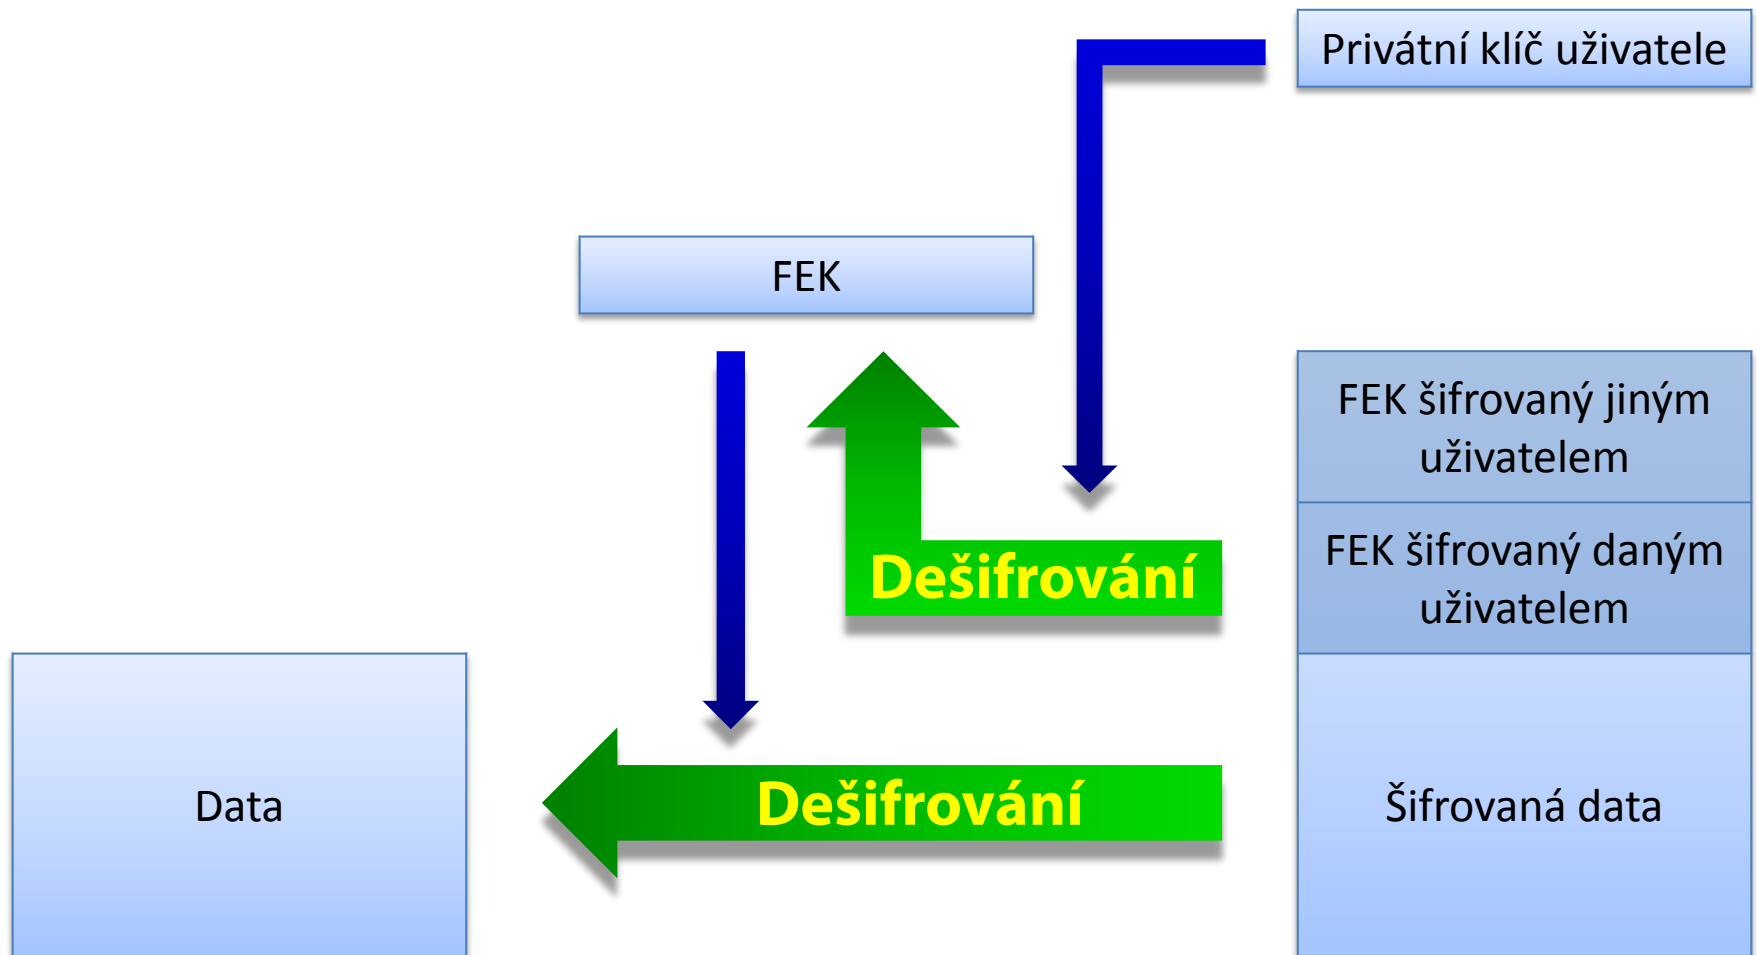 Privátní klíč uživatele
FEK
FEK šifrovaný jiným
uživatelem
FEK šifrovaný daným
uživatelem
Dešifrování
Data
Dešifrování
Šifrovaná data